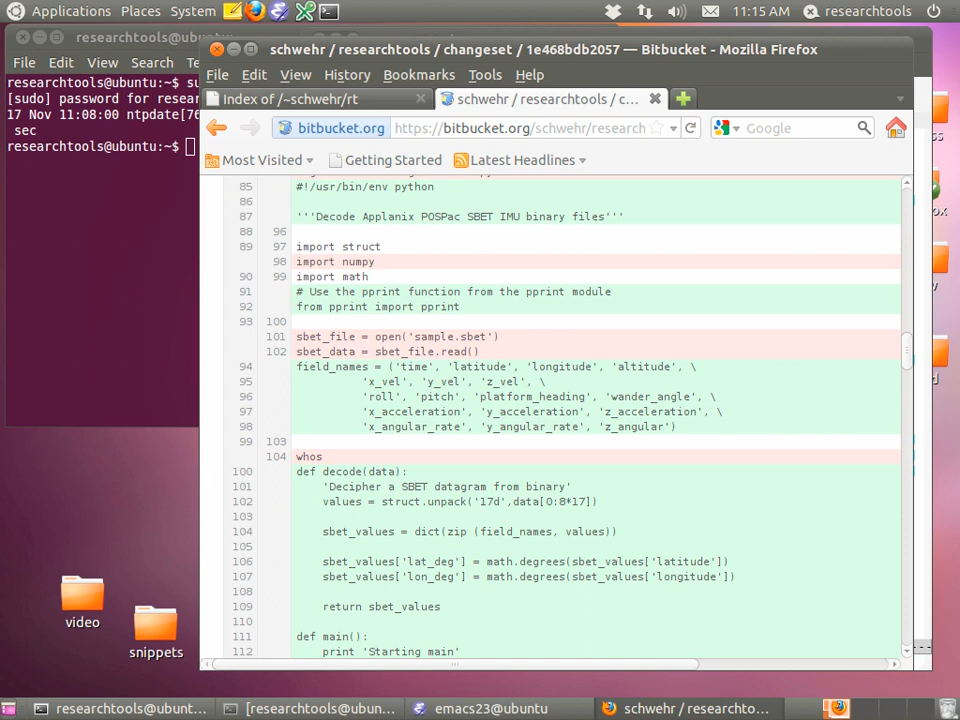 Applications Places System 11:15 AM researchtools
researchtools@ubuntu
File Edit View Search Te
researchtools@ubuntu:~$ su
[sudo] password for resear
17 Nov 11:08:00 ntpdate[76
sec
researchtools@ubuntu:~$
schwehr / researchtools / changeset / 1e468bdb2057 — Bitbucket - Mozilla Firefox
File Edit View History Bookmarks Tools Help
Index of /~schwehr/rt schwehr / researchtools / c...
bitbucket.org https://bitbucket.org/schwehr/research Google
Most Visited Getting Started Latest Headlines
85 #!/usr/bin/env python
86
87 '''Decode Applanix POSPac SBET IMU binary files'''
88 96
89 97 import struct
98 import numpy
90 99 import math
91 # Use the pprint function from the pprint module
92 from pprint import pprint
93 100
101 sbet_file = open('sample.sbet')
102 sbet_data = sbet_file.read()
94 field_names = ('time', 'latitude', 'longitude', 'altitude', \
95 'x_vel', 'y_vel', 'z_vel', \
96 'roll', 'pitch', 'platform_heading', 'wander_angle', \
97 'x_acceleration', 'y_acceleration', 'z_acceleration', \
98 'x_angular_rate', 'y_angular_rate', 'z_angular')
99 103
104 whos
100 def decode(data):
101 'Decipher a SBET datagram from binary'
102 values = struct.unpack('17d',data[0:8*17])
103
104 sbet_values = dict(zip (field_names, values))
105
106 sbet_values['lat_deg'] = math.degrees(sbet_values['latitude'])
107 sbet_values['lon_deg'] = math.degrees(sbet_values['longitude'])
108
109 return sbet_values
110
111 def main():
112 print 'Starting main'
video
snippets
researchtools@ubuntu... [researchtools@ubun... emacs23@ubuntu schwehr / researchto...